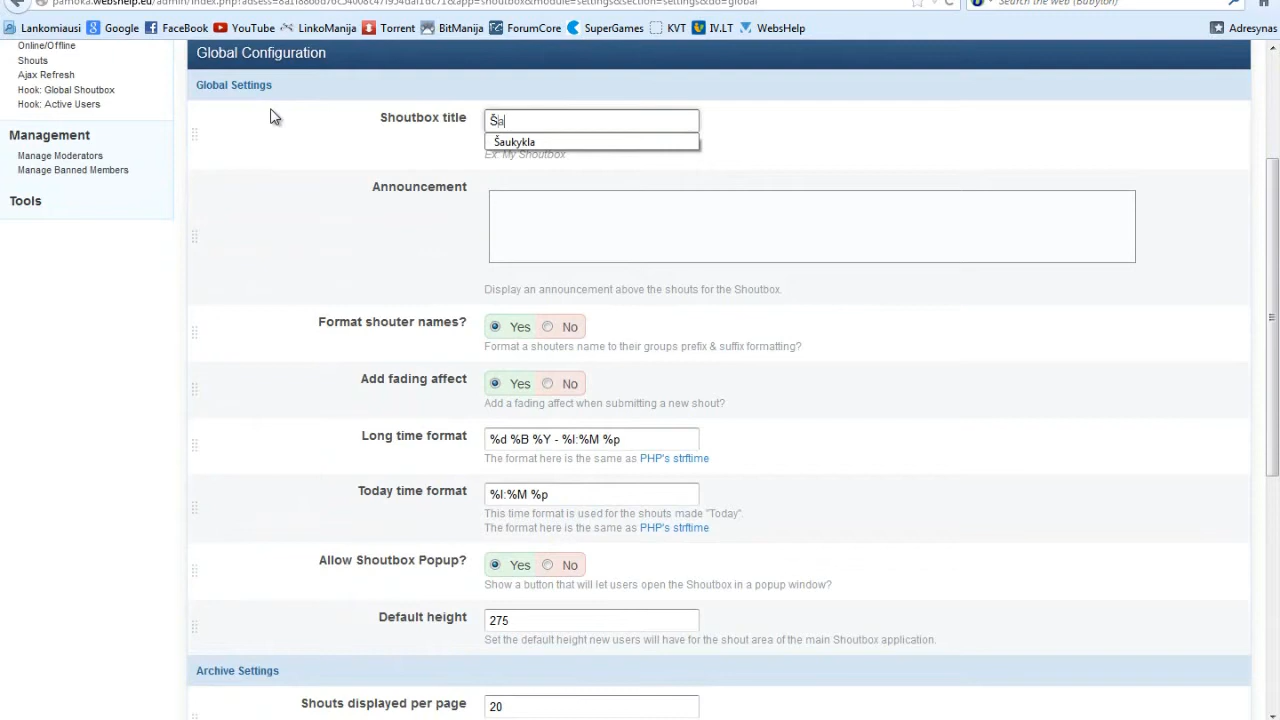 Search the web (Babylon)
Lankomiausi Google FaceBook YouTube LinkoManija Torrent BitManija ForumCore SuperGames KVT IV.LT WebsHelp Adresynas
Online/Offline
Shouts
Ajax Refresh
Hook: Global Shoutbox
Hook: Active Users
Management
Manage Moderators
Manage Banned Members
Tools
Global Configuration
Global Settings
Shoutbox title
Ša
Šaukykla
Ex: My Shoutbox
Announcement
Display an announcement above the shouts for the Shoutbox.
Format shouter names?
Yes No
Format a shouters name to their groups prefix & suffix formatting?
Add fading affect
Yes No
Add a fading affect when submitting a new shout?
Long time format
%d %B %Y - %I:%M %p
The format here is the same as PHP's strftime
Today time format
%I:%M %p
This time format is used for the shouts made "Today".
The format here is the same as PHP's strftime
Allow Shoutbox Popup?
Yes No
Show a button that will let users open the Shoutbox in a popup window?
Default height
275
Set the default height new users will have for the shout area of the main Shoutbox application.
Archive Settings
Shouts displayed per page
20